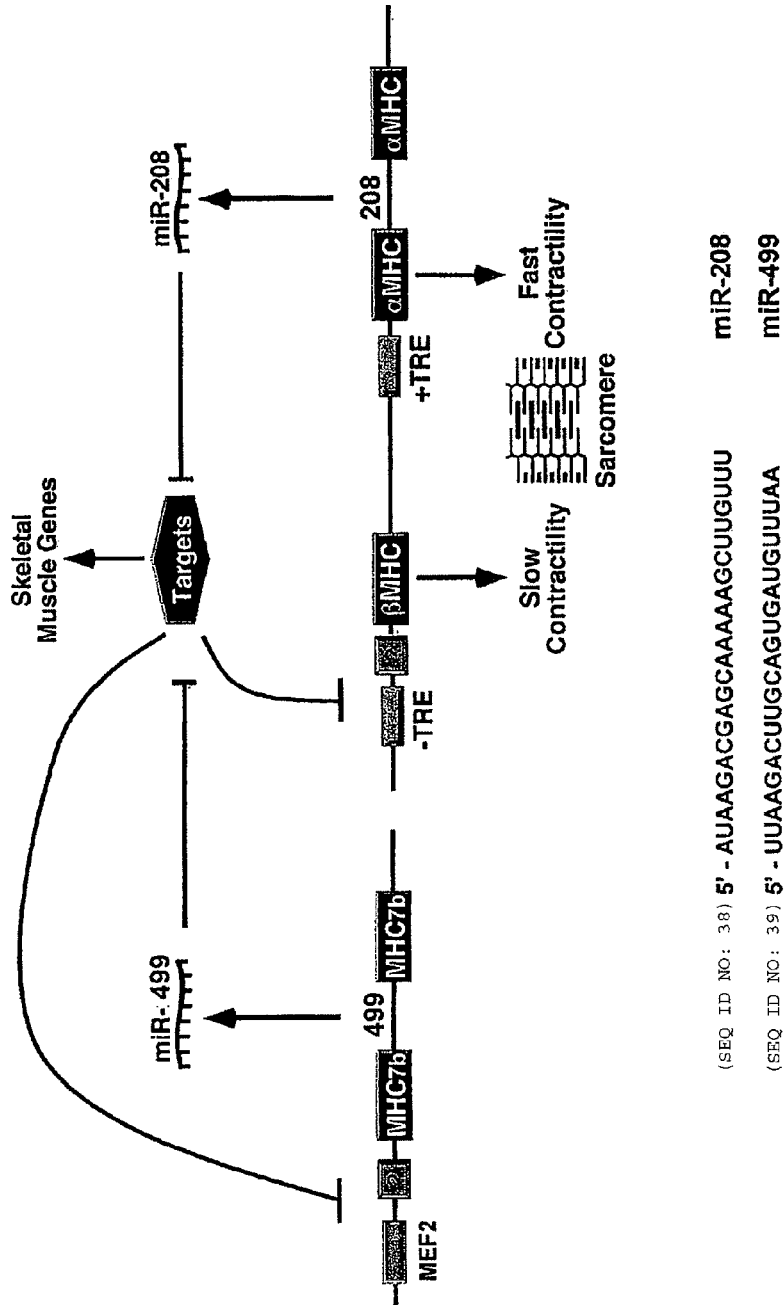 Skeletal
Muscle Genes
miR-499
Targets
miR-208
499
208
MHC7b MHC7b βMHC αMHC αMHC
MEF2
-TRE
+TRE
Slow
Contractility
Sarcomere
Fast
Contractility
(SEQ ID NO: 38) 5' - AUAAGACGAGCAAAAAGCUUGUUU miR-208
(SEQ ID NO: 39) 5' - UUAAGACUUGCAGUGAUGUUUAA miR-499